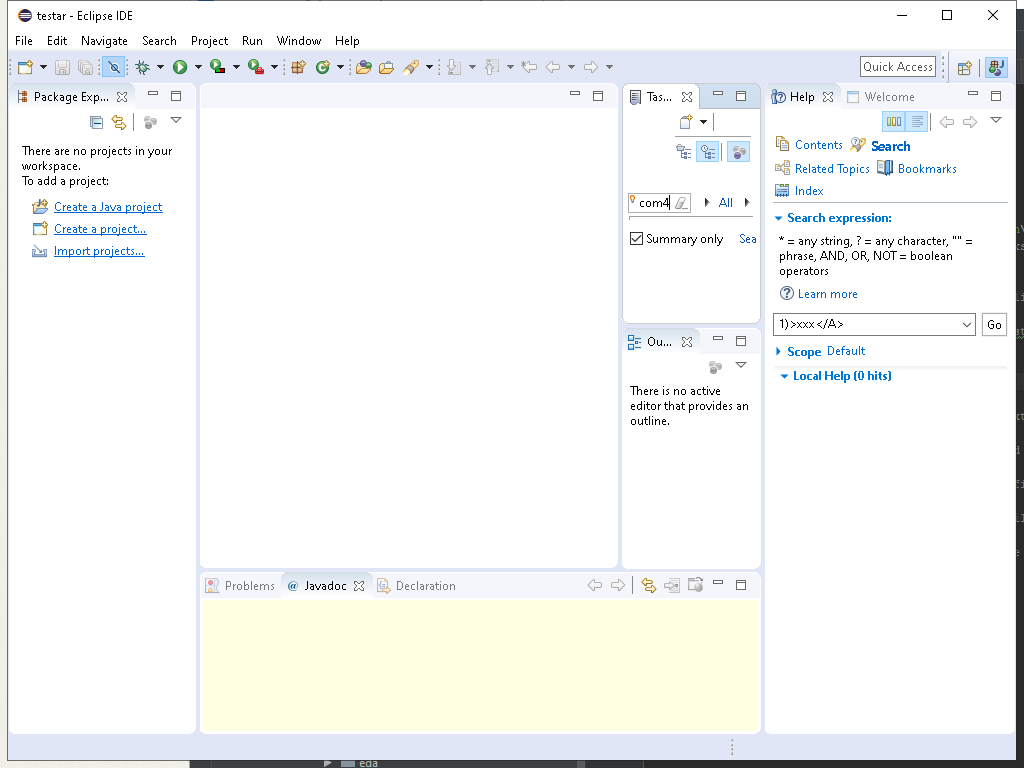 testar - Eclipse IDE
File Edit Navigate Search Project Run Window Help
Quick Access
Package Exp...
There are no projects in your
workspace.
To add a project:
Create a Java project
Create a project...
Import projects...
Tas...
com4
All
Summary only Sea
Ou...
There is no active
editor that provides an
outline.
Help Welcome
Contents Search
Related Topics Bookmarks
Index
Search expression:
* = any string, ? = any character, "" =
phrase, AND, OR, NOT = boolean
operators
Learn more
1)>xxx</A> Go
Scope Default
Local Help (0 hits)
Problems @ Javadoc Declaration
eda